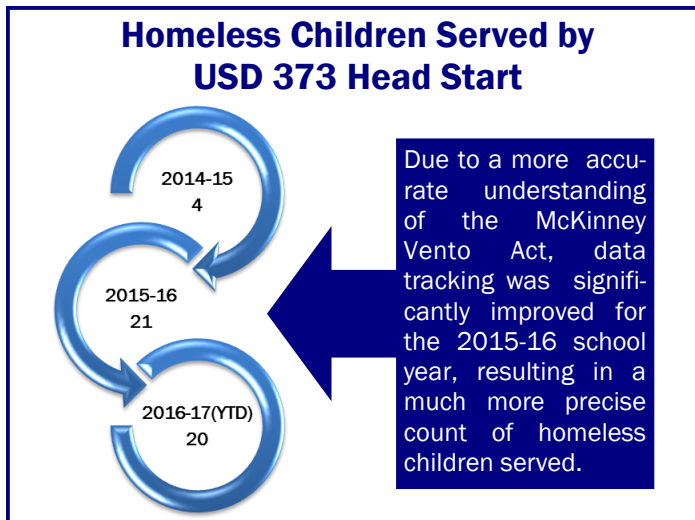 Homeless Children Served by
USD 373 Head Start
2014-15
4
2015-16
21
2016-17(YTD)
20
Due to a more accu-
rate understanding
of the McKinney
Vento Act, data
tracking was signifi-
cantly improved for
the 2015-16 school
year, resulting in a
much more precise
count of homeless
children served.